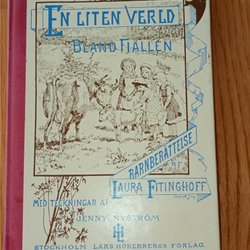 EN LITEN VERLD
BLAND FJÄLLEN
BARNBERÄTTELSE
AF
LAURA FITINGHOFF
MED TECKNINGAR AF
JENNY NYSTRÖM
STOCKHOLM LARS HÖKERBERGS FÖRLAG.